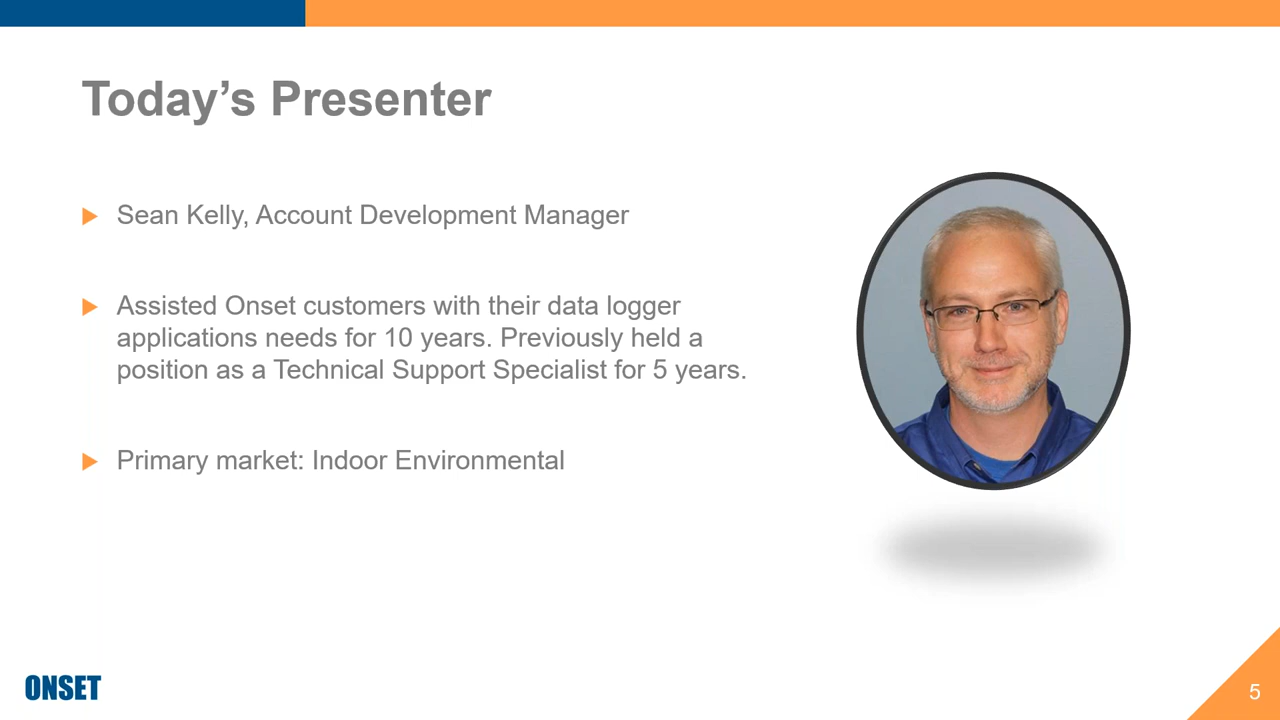 Today’s Presenter
Sean Kelly, Account Development Manager
Assisted Onset customers with their data logger
applications needs for 10 years. Previously held a
position as a Technical Support Specialist for 5 years.
Primary market: Indoor Environmental
ONSET
5